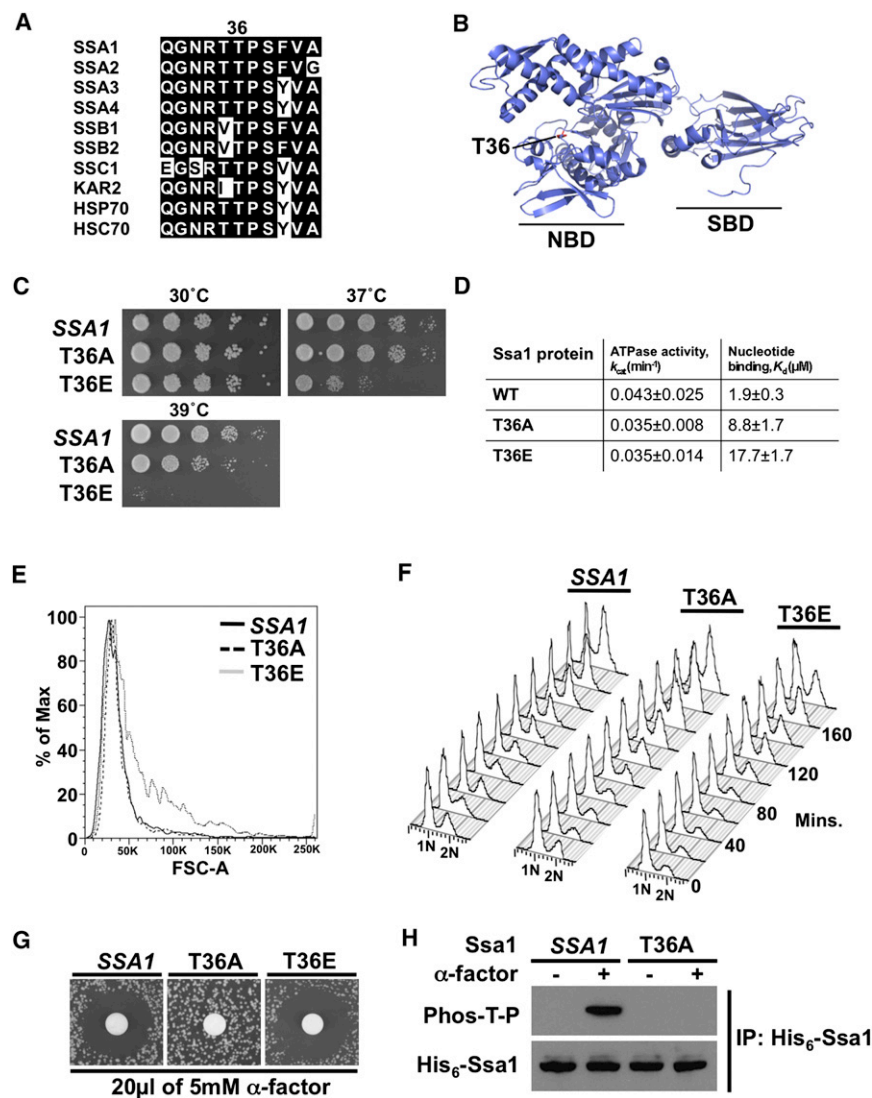 A
36
SSA1 QGNRTTPSFVA
SSA2 QGNRTTPSFVG
SSA3 QGNRTTPSYVA
SSA4 QGNRTTPSYVA
SSB1 QGNRVTPSFVA
SSB2 QGNRVTPSFVA
SSC1 EGSRTTPSVVA
KAR2 QGNRITPSYVA
HSP70 QGNRTTPSYVA
HSC70 QGNRTTPSYVA
B
T36
NBD
SBD
C
30˚C 37˚C
SSA1
T36A
T36E
39˚C
SSA1
T36A
T36E
D
Ssa1 protein
ATPase activity,
kcat(min-1)
Nucleotide
binding, Kd(µM)
WT 0.043±0.025 1.9±0.3
T36A 0.035±0.008 8.8±1.7
T36E 0.035±0.014 17.7±1.7
E
% of Max
100
80
60
40
20
0
SSA1
T36A
T36E
0 50K 100K 150K 200K 250K
FSC-A
F
SSA1
T36A
T36E
160
120
80
40
0
Mins.
1N 2N
1N 2N
1N 2N
G
SSA1 T36A T36E
20µl of 5mM α-factor
H
Ssa1 SSA1 T36A
α-factor - + - +
Phos-T-P
His6-Ssa1
IP: His6-Ssa1